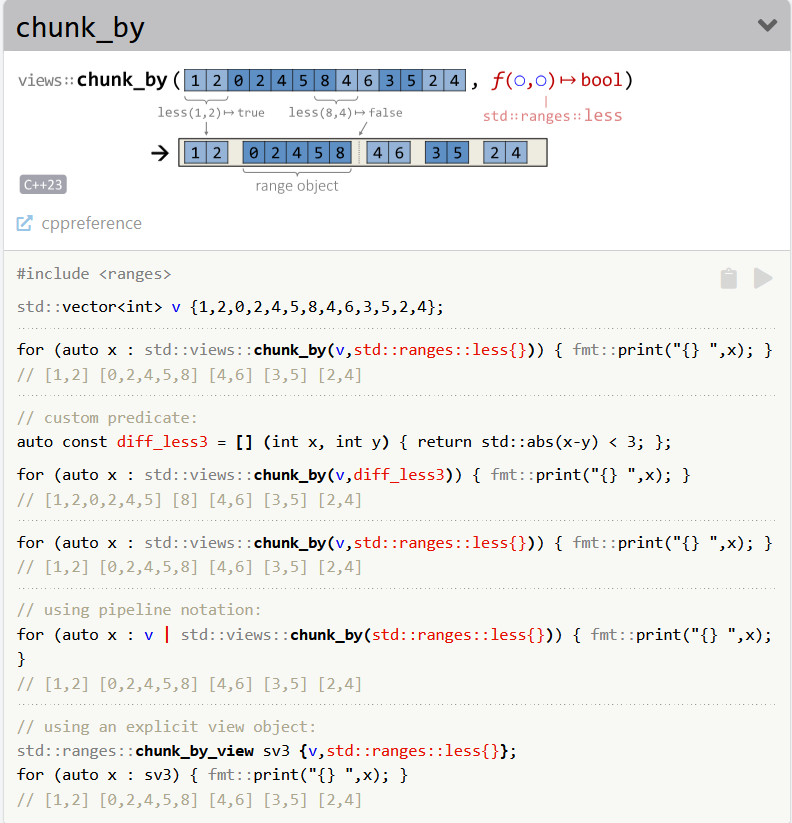 chunk_by
views::chunk_by(1 2 0 2 4 5 8 4 6 3 5 2 4, f(○,○)↦bool)
less(1,2)↦true less(8,4)↦false std::ranges::less
→ 1 2 0 2 4 5 8 4 6 3 5 2 4
range object
C++23
cppreference
#include <ranges>
std::vector<int> v {1,2,0,2,4,5,8,4,6,3,5,2,4};
for (auto x : std::views::chunk_by(v,std::ranges::less{})) { fmt::print("{} ",x); }
// [1,2] [0,2,4,5,8] [4,6] [3,5] [2,4]
// custom predicate:
auto const diff_less3 = [] (int x, int y) { return std::abs(x-y) < 3; };
for (auto x : std::views::chunk_by(v,diff_less3)) { fmt::print("{} ",x); }
// [1,2,0,2,4,5] [8] [4,6] [3,5] [2,4]
for (auto x : std::views::chunk_by(v,std::ranges::less{})) { fmt::print("{} ",x); }
// [1,2] [0,2,4,5,8] [4,6] [3,5] [2,4]
// using pipeline notation:
for (auto x : v | std::views::chunk_by(std::ranges::less{})) { fmt::print("{} ",x);
}
// [1,2] [0,2,4,5,8] [4,6] [3,5] [2,4]
// using an explicit view object:
std::ranges::chunk_by_view sv3 {v,std::ranges::less{}};
for (auto x : sv3) { fmt::print("{} ",x); }
// [1,2] [0,2,4,5,8] [4,6] [3,5] [2,4]